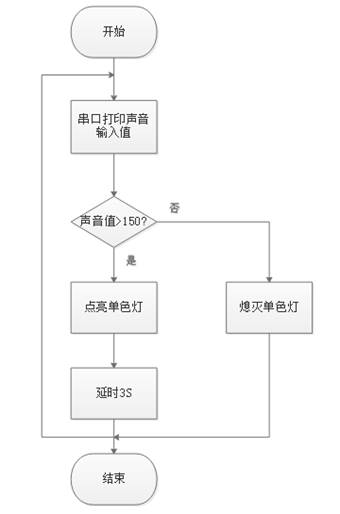 开始
串口打印声音
输入值
声音值>150?
否
是
点亮单色灯
熄灭单色灯
延时3S
结束